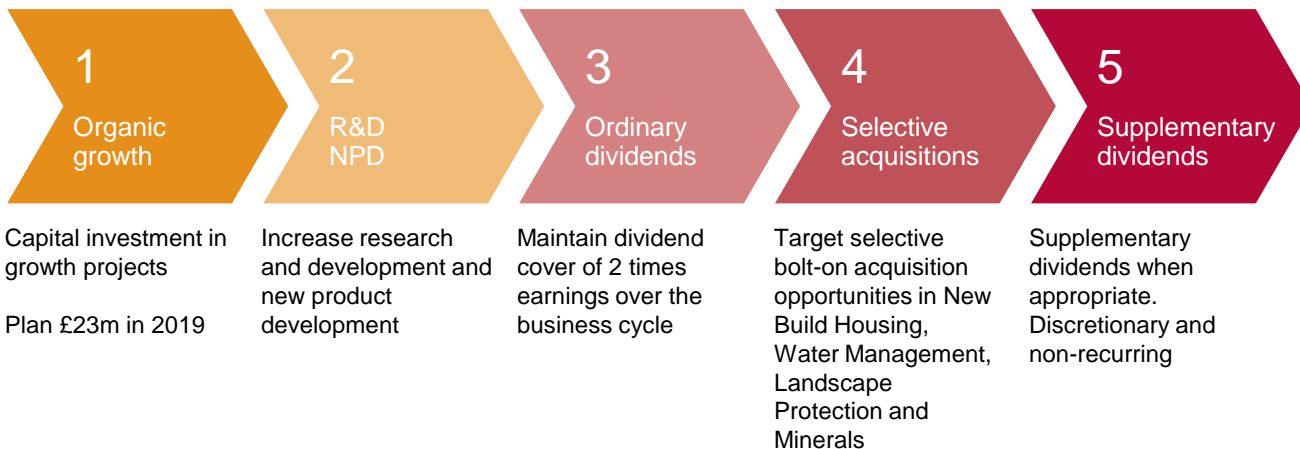 1
Organic
growth
Capital investment in
growth projects
Plan £23m in 2019
2
R&D
NPD
Increase research
and development and
new product
development
3
Ordinary
dividends
Maintain dividend
cover of 2 times
earnings over the
business cycle
4
Selective
acquisitions
Target selective
bolt-on acquisition
opportunities in New
Build Housing,
Water Management,
Landscape
Protection and
Minerals
5
Supplementary
dividends
Supplementary
dividends when
appropriate.
Discretionary and
non-recurring